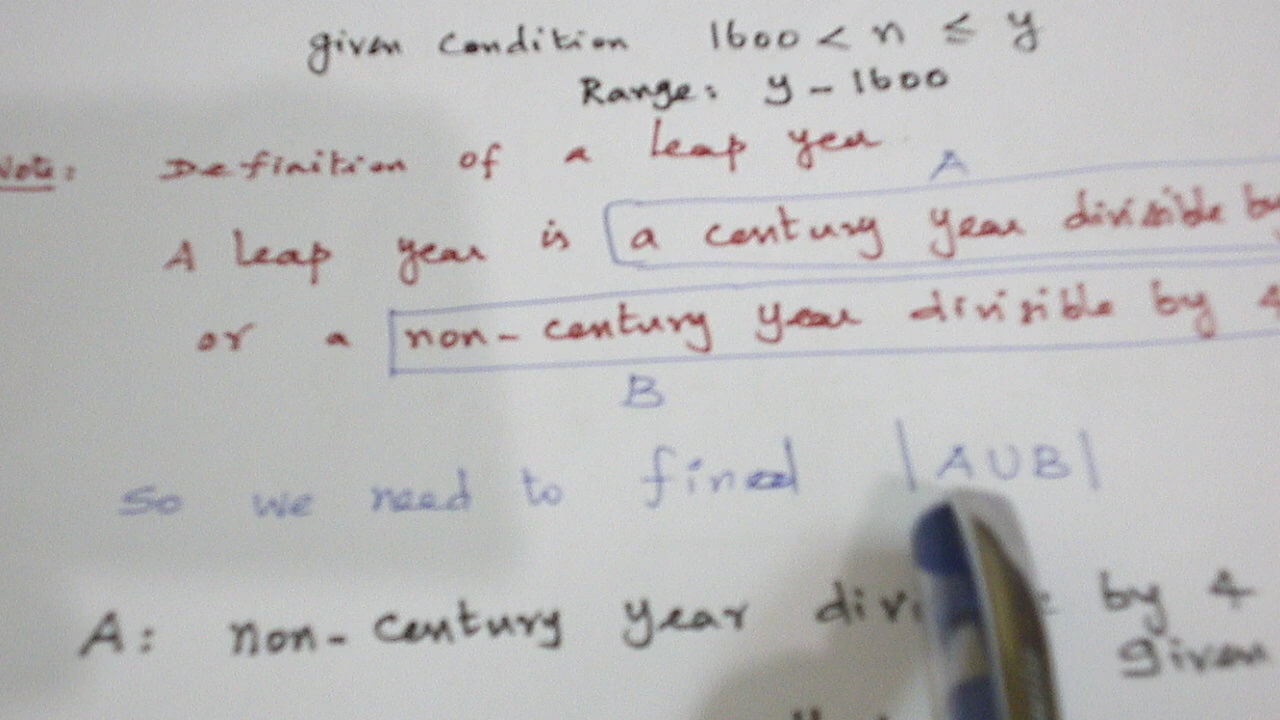 given condition 1600 < n ≤ y
Range: y - 1600
Note: Definition of a leap year
A
A leap year is a century year divisible by
or a non-century year divisible by 4
B
So we need to find |A∪B|
A: non-century year by 4
given